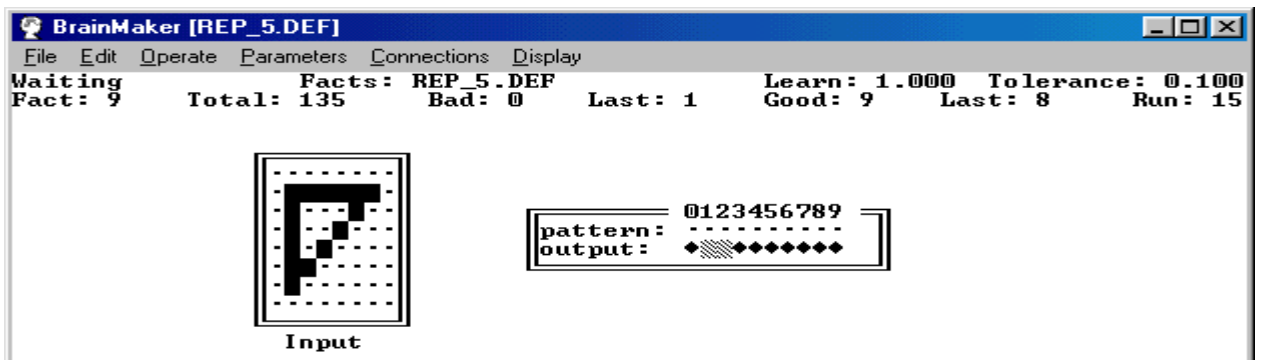 BrainMaker [REP_5.DEF]
File Edit Operate Parameters Connections Display
Waiting Facts: REP_5.DEF Learn: 1.000 Tolerance: 0.100
Fact: 9 Total: 135 Bad: 0 Last: 1 Good: 9 Last: 8 Run: 15
0123456789
pattern: ----------
output:
Input